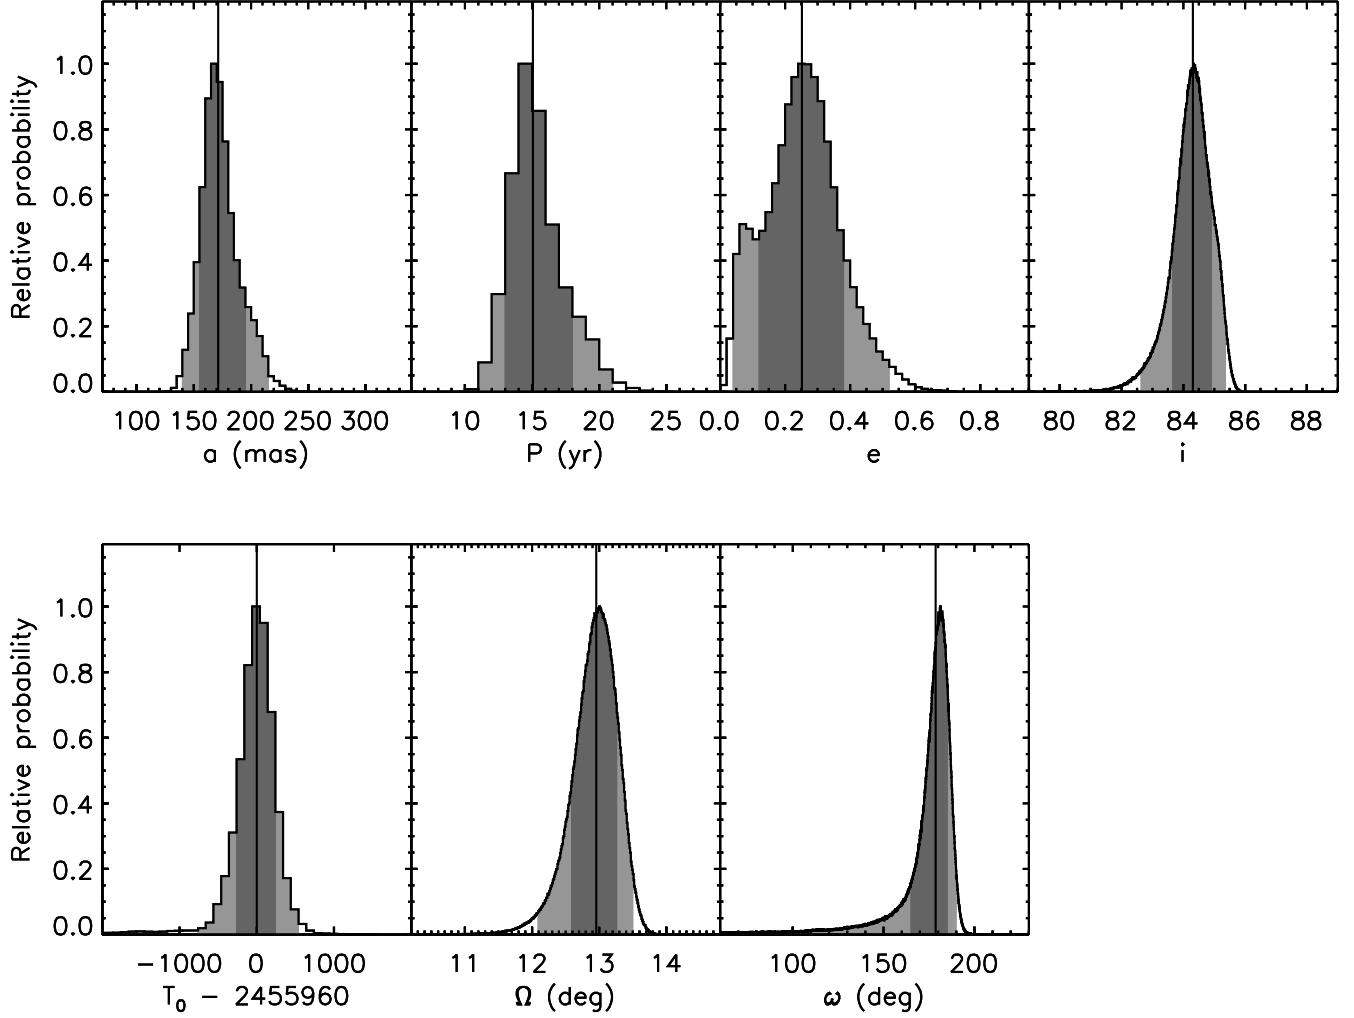 Relative probability
1.0
0.8
0.6
0.4
0.2
0.0
100 150 200 250 300
10 15 20 25
0.0 0.2 0.4 0.6 0.8
80 82 84 86 88
a (mas)
P (yr)
e
i
Relative probability
1.0
0.8
0.6
0.4
0.2
0.0
−1000 0 1000
11 12 13 14
100 150 200
T₀ − 2455960
Ω (deg)
ω (deg)